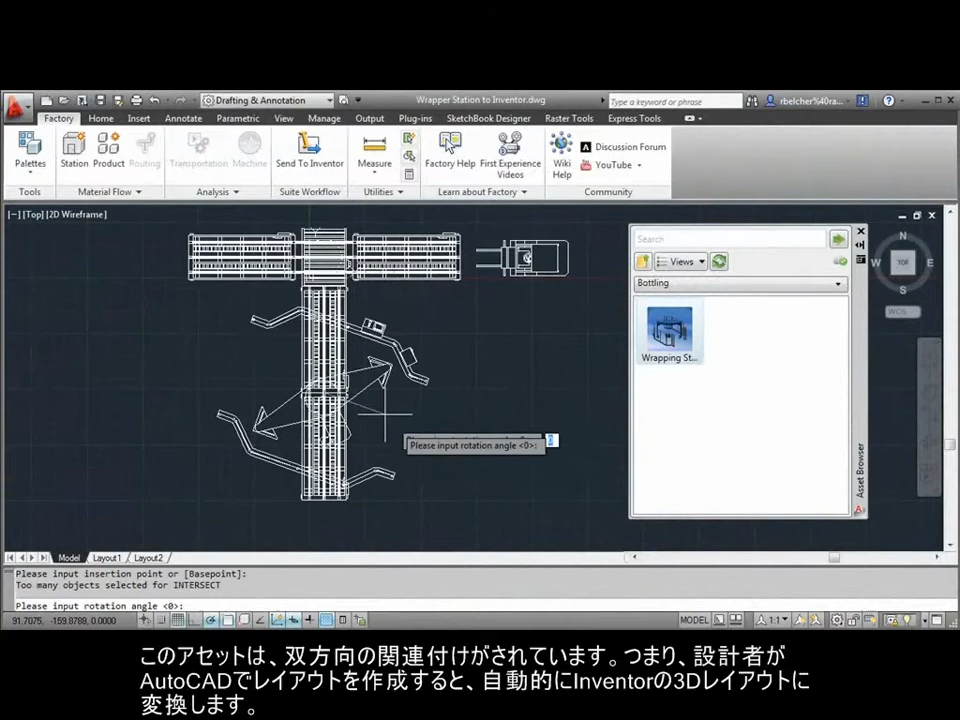 Drafting & Annotation
Wrapper Station to Inventor.dwg
Type a keyword or phrase
rbelcher%40ra...
Factory Home Insert Annotate Parametric View Manage Output Plug-ins SketchBook Designer Raster Tools Express Tools
Palettes Station Product Routing Transportation Machine Send To Inventor Measure Factory Help First Experience Videos Wiki Help
Discussion Forum
YouTube
Tools Material Flow Analysis Suite Workflow Utilities Learn about Factory Community
[−] [Top] [2D Wireframe]
Search
Views
Bottling
Wrapping St...
Asset Browser
N
W TOP E
S
WCS
Please input rotation angle <0>:
0
Model Layout1 Layout2
Please input insertion point or [Basepoint]:
Too many objects selected for INTERSECT
Please input rotation angle <0>:
91.7075, -159.8789, 0.0000
MODEL
1:1
このアセットは、双方向の関連付けがされています。つまり、設計者が
AutoCADでレイアウトを作成すると、自動的にInventorの3Dレイアウトに
変換します。